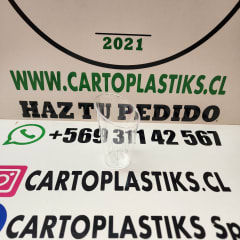 2021
WWW.CARTOPLASTIKS.CL
HAZ TU PEDIDO
+569 311 42 567
CARTOPLASTIKS.CL
CARTOPLASTIKS Sp